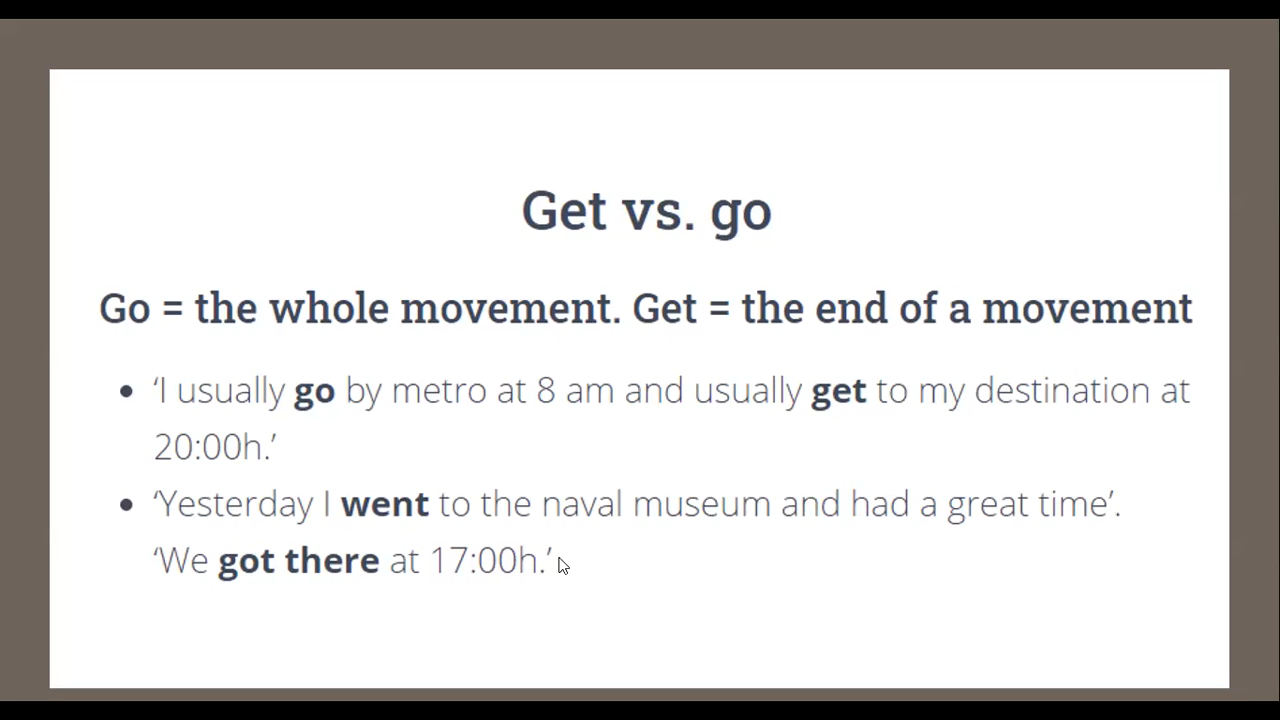 Get vs. go
Go = the whole movement. Get = the end of a movement
• ‘I usually go by metro at 8 am and usually get to my destination at
20:00h.’
• ‘Yesterday I went to the naval museum and had a great time’.
‘We got there at 17:00h.’